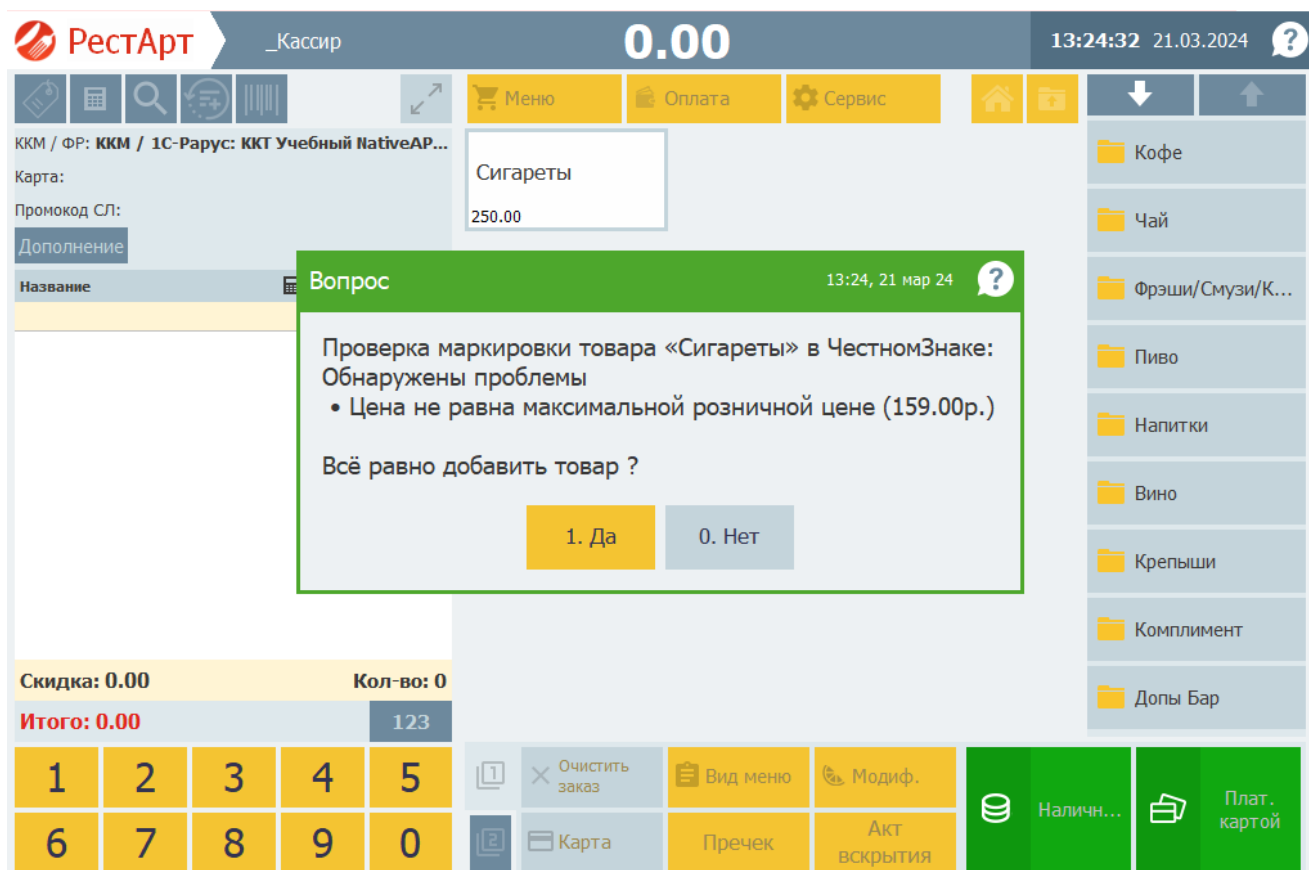 РестАрт
_Кассир
0.00
13:24:32 21.03.2024
?
Меню
Оплата
Сервис
ККМ / ФР: ККМ / 1С-Рарус: ККТ Учебный NativeAP...
Карта:
Промокод СЛ:
Дополнение
Название
Сигареты
250.00
Вопрос
13:24, 21 мар 24
?
Проверка маркировки товара «Сигареты» в ЧестномЗнаке:
Обнаружены проблемы
• Цена не равна максимальной розничной цене (159.00р.)
Всё равно добавить товар ?
1. Да
0. Нет
Кофе
Чай
Фрэши/Смузи/К...
Пиво
Напитки
Вино
Крепыши
Комплимент
Допы Бар
Скидка: 0.00
Кол-во: 0
Итого: 0.00
123
1 2 3 4 5
6 7 8 9 0
1
Очистить
заказ
Вид меню
Модиф.
2
Карта
Пречек
Акт
вскрытия
Наличн...
Плат.
картой